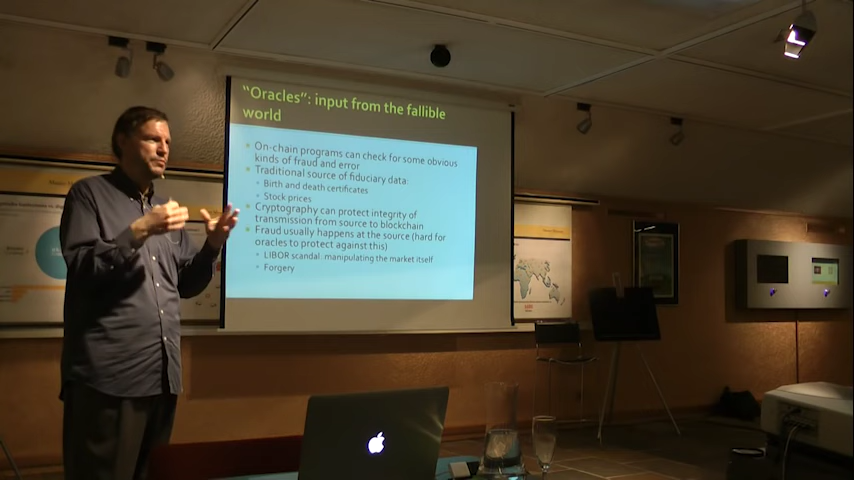 "Oracles": input from the fallible
world
On-chain programs can check for some obvious
kinds of fraud and error
Traditional source of fiduciary data:
Birth and death certificates
Stock prices
Cryptography can protect integrity of
transmission from source to blockchain
Fraud usually happens at the source (hard for
oracles to protect against this)
LIBOR scandal: manipulating the market itself
Forgery